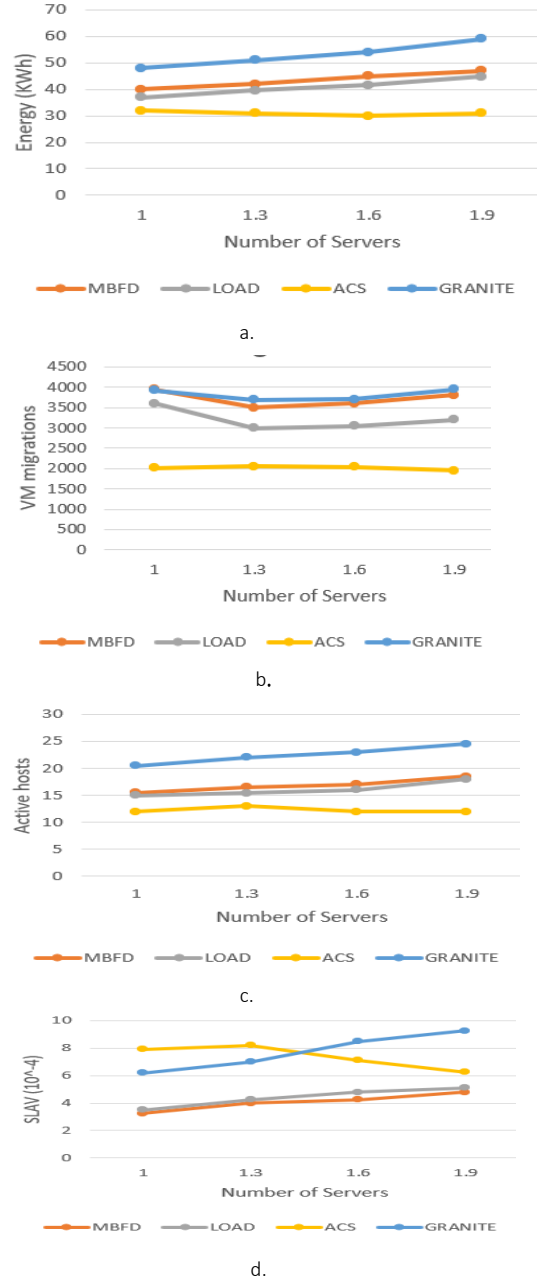 70
60
50
40
30
20
10
0
Energy (KWh)
1 1.3 1.6 1.9
Number of Servers
MBFD LOAD ACS GRANITE
a.
4500
4000
3500
3000
2500
2000
1500
1000
500
0
VM migrations
1 1.3 1.6 1.9
Number of Servers
MBFD LOAD ACS GRANITE
b.
30
25
20
15
10
5
0
Active hosts
1 1.3 1.6 1.9
Number of Servers
MBFD LOAD ACS GRANITE
c.
10
8
6
4
2
0
SLAV (10^-4)
1 1.3 1.6 1.9
Number of Servers
MBFD LOAD ACS GRANITE
d.